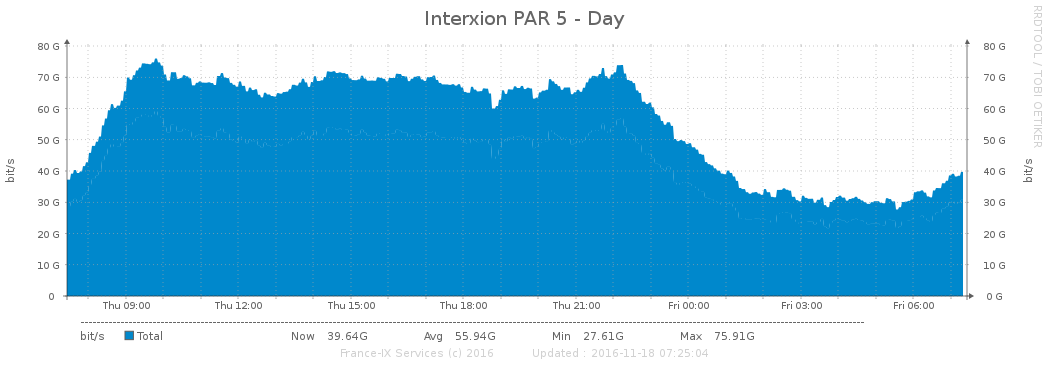 Interxion PAR 5 - Day
RRDTOOL / TOBI OETIKER
80 G 80 G
70 G 70 G
60 G 60 G
50 G 50 G
40 G 40 G
30 G 30 G
20 G 20 G
10 G 10 G
0 0 G
bit/s bit/s
Thu 09:00 Thu 12:00 Thu 15:00 Thu 18:00 Thu 21:00 Fri 00:00 Fri 03:00 Fri 06:00
bit/s Total Now 39.64G Avg 55.94G Min 27.61G Max 75.91G
France-IX Services (c) 2016 Updated : 2016-11-18 07:25:04